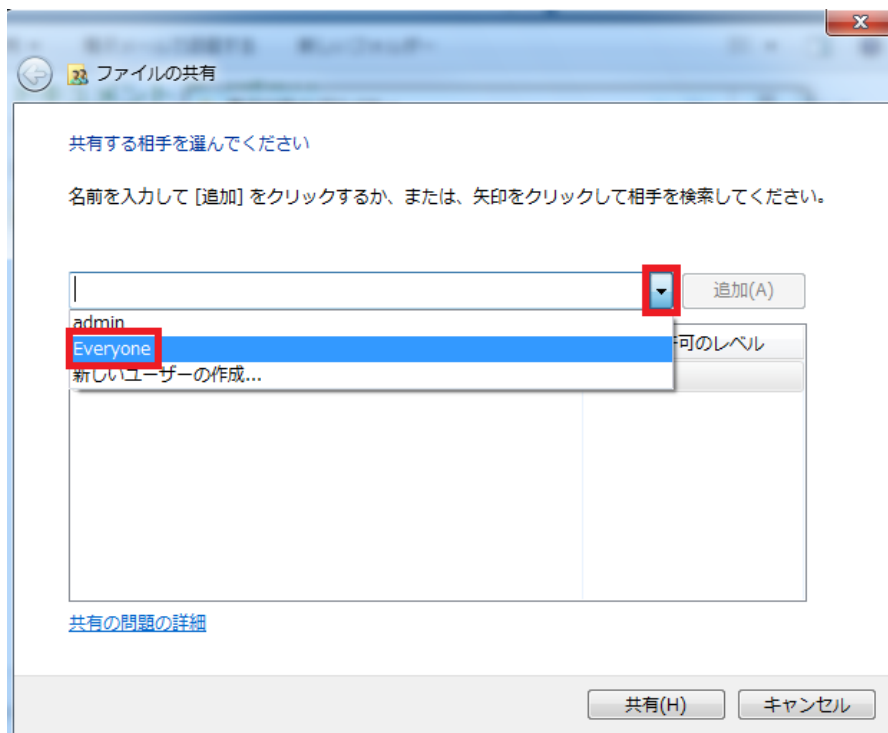 ファイルの共有
共有する相手を選んでください
名前を入力して [追加] をクリックするか、または、矢印をクリックして相手を検索してください。
追加(A)
admin
Everyone
新しいユーザーの作成...
可のレベル
共有の問題の詳細
共有(H)
キャンセル